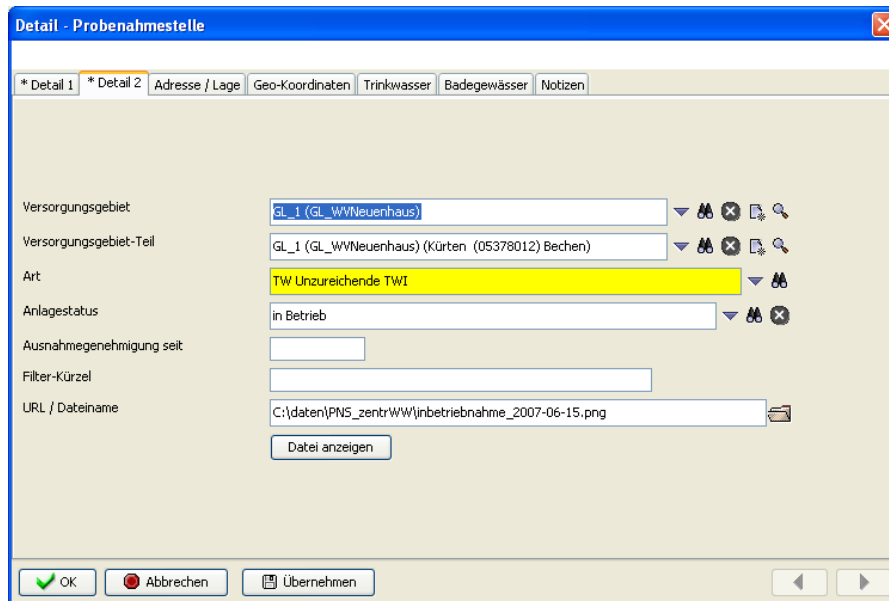 Detail - Probenahmestelle
* Detail 1 * Detail 2 Adresse / Lage Geo-Koordinaten Trinkwasser Badegewässer Notizen
Versorgungsgebiet GL_1 (GL_WVNeuenhaus)
Versorgungsgebiet-Teil GL_1 (GL_WVNeuenhaus) (Kürten (05378012) Bechen)
Art TW Unzureichende TWI
Anlagestatus in Betrieb
Ausnahmegenehmigung seit
Filter-Kürzel
URL / Dateiname C:\daten\PNS_zentrWW\inbetriebnahme_2007-06-15.png
Datei anzeigen
OK Abbrechen Übernehmen